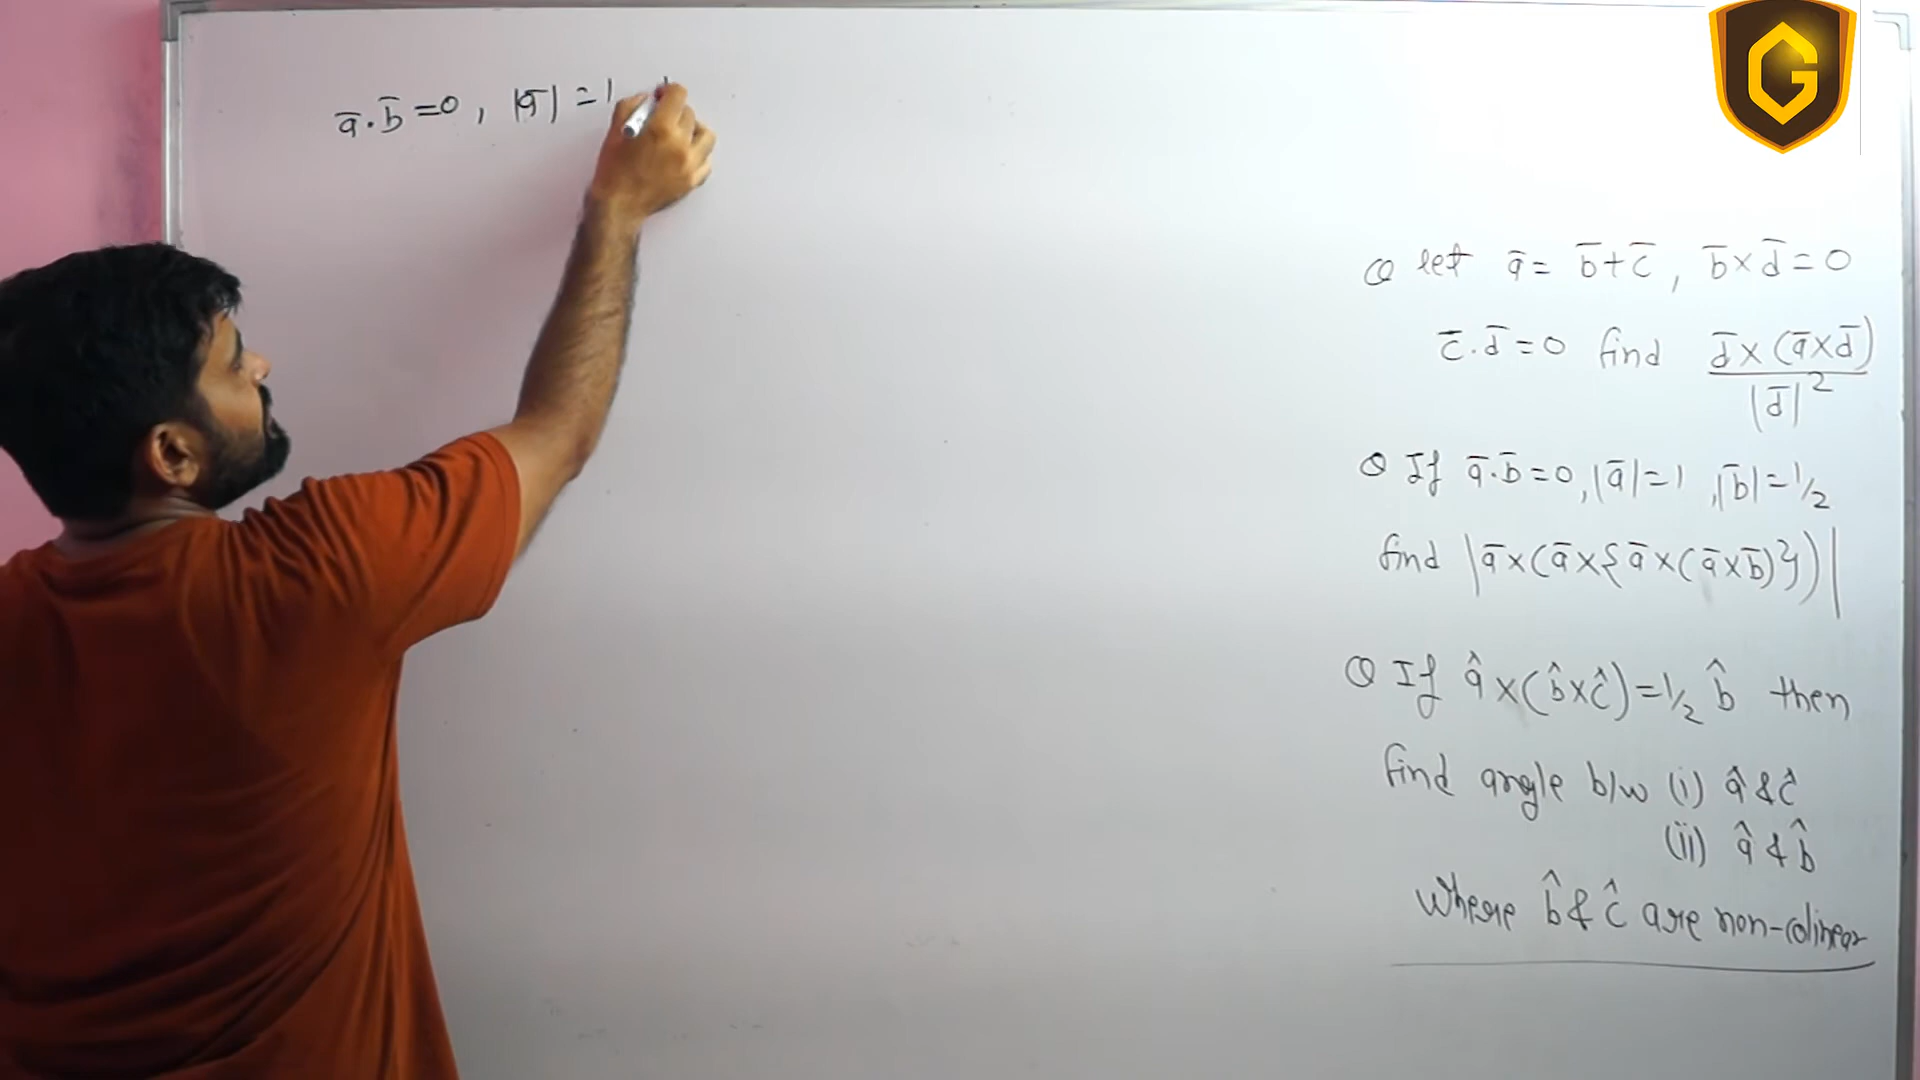 a̅.b̅=0, |a̅|=1
G
Q let a̅= b̅+c̅, b̅×d̅=0
c̅.d̅=0 find d̅×(a̅×d̅)
|d̅|²
Q If a̅.b̅=0, |a̅|=1, |b̅|=1/2
find |a̅×(a̅×{a̅×(a̅×b̅)})|
Q If â×(b̂×ĉ)=1/2 b̂ then
find angle b/w (i) â & ĉ
(ii) â & b̂
where b̂ & ĉ are non-colinear